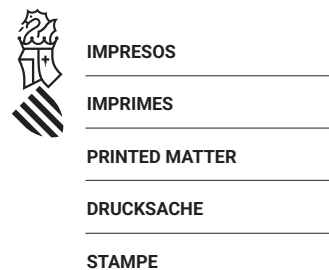 IMPRESOS
IMPRIMES
PRINTED MATTER
DRUCKSACHE
STAMPE